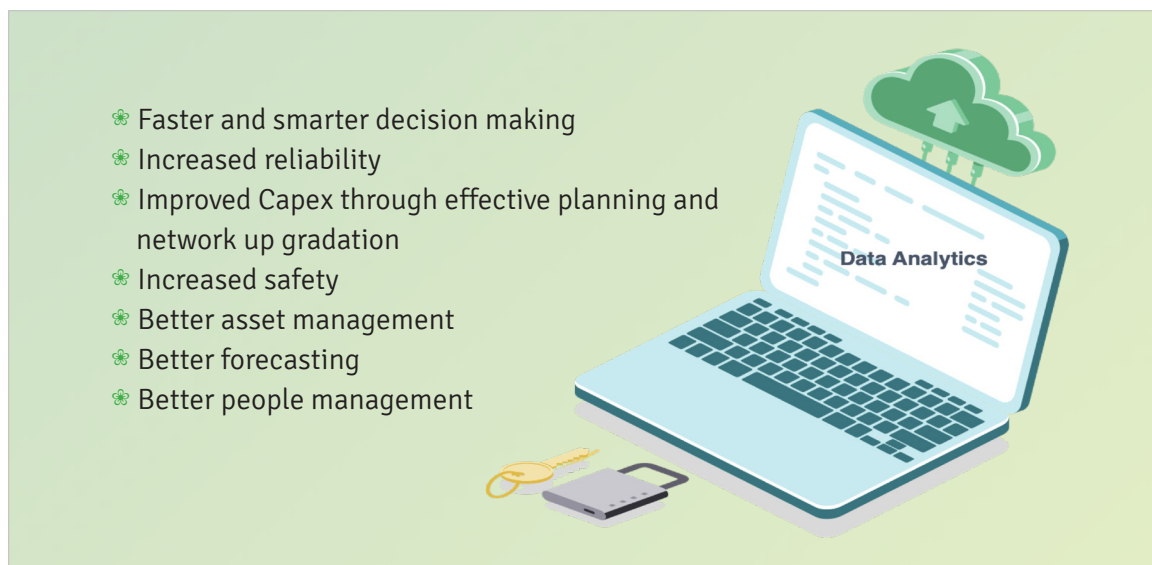 Faster and smarter decision making
Increased reliability
Improved Capex through effective planning and
network up gradation
Increased safety
Better asset management
Better forecasting
Better people management
Data Analytics